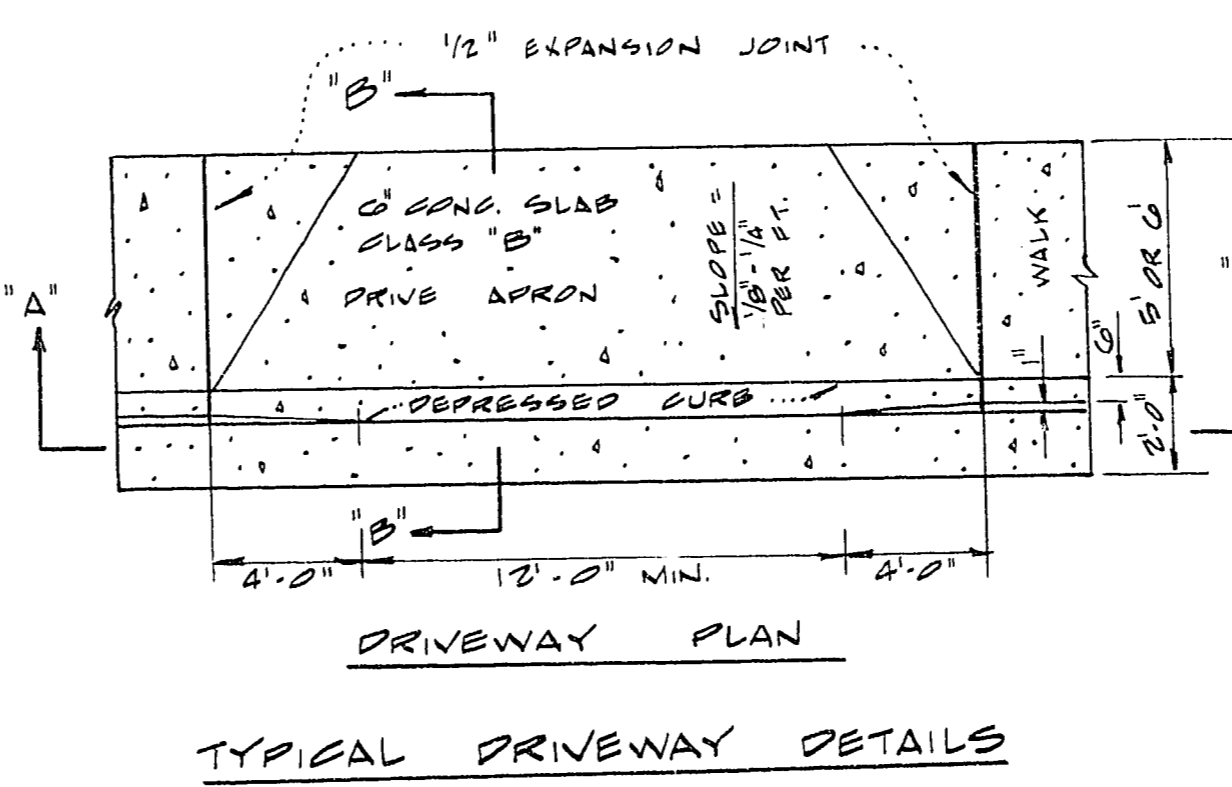 1/2" EXPANSION JOINT
"B"
6" CONC. SLAB
CLASS "B"
DRIVE APRON
SLOPE =
1/8"-1/4"
PER FT.
WALK
5' OR 6'
"A"
1"
6"
DEPRESSED CURB
2'-0"
"B"
4'-0"
12'-0" MIN.
4'-0"
DRIVEWAY PLAN
TYPICAL DRIVEWAY DETAILS